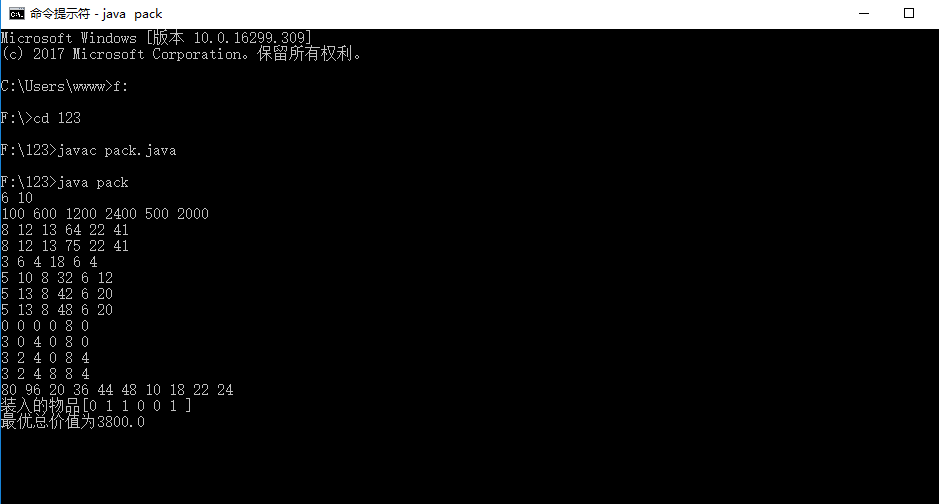 命令提示符 - java pack
Microsoft Windows [版本 10.0.16299.309]
(c) 2017 Microsoft Corporation。保留所有权利。
C:\Users\wwww>f:
F:\>cd 123
F:\123>javac pack.java
F:\123>java pack
6 10
100 600 1200 2400 500 2000
8 12 13 64 22 41
8 12 13 75 22 41
3 6 4 18 6 4
5 10 8 32 6 12
5 13 8 42 6 20
5 13 8 48 6 20
0 0 0 0 8 0
3 0 4 0 8 0
3 2 4 0 8 4
3 2 4 8 8 4
80 96 20 36 44 48 10 18 22 24
装入的物品[0 1 1 0 0 1 ]
最优总价值为3800.0